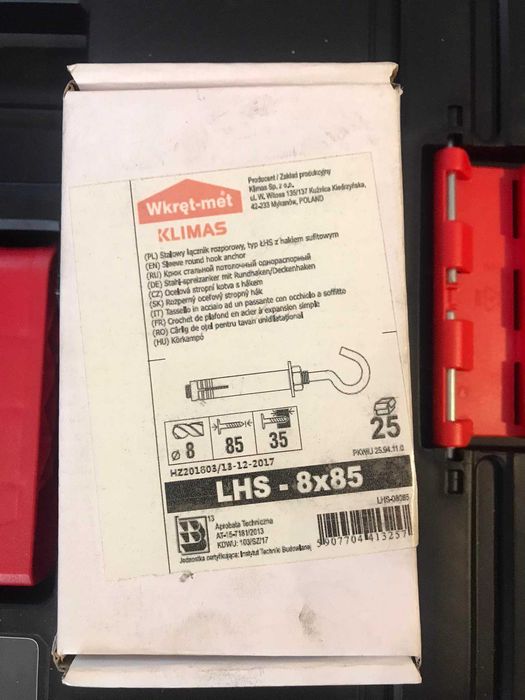 Wkręt-met
KLIMAS
Producent / Zakład produkcyjny
Klimas Sp. z o.o.
ul. W. Witosa 135/137 Kuźnica Kiedrzyńska,
42-233 Mykanów, POLAND
(PL) Stalowy łącznik rozporowy, typ LHS z hakiem sufitowym
(EN) Sleeve round hook anchor
(RU) Крюк стальной потолочный однораспорный
(DE) Stahl-spreizanker mit Rundhaken/Deckenhaken
(CZ) Ocelová stropní kotva s hákem
(SK) Rozperný oceľový stropný hák
(IT) Tassello in acciaio ad un passante con occhiolo a soffitto
(FR) Crochet de plafond en acier à expansion simple
(RO) Cârlig de oţel pentru tavan unidilataţional
(HU) Körkampó
Ø 8
85
35
25
HZ201803/13-12-2017
PKWiU 25.94.11.0
LHS - 8x85
LHS-08085
13
Aprobata Techniczna
AT-15-7181/2013
KDWU: 103/SZ/17
Jednostka certyfikująca: Instytut Techniki Budowlanej
5907704413257